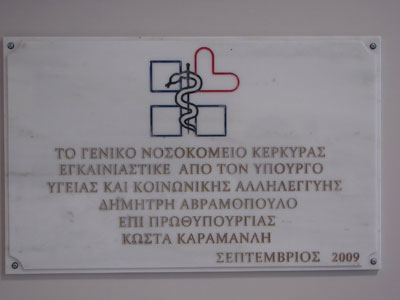 ΤΟ ΓΕΝΙΚΟ ΝΟΣΟΚΟΜΕΙΟ ΚΕΡΚΥΡΑΣ
ΕΓΚΑΙΝΙΑΣΤΙΚΕ ΑΠΟ ΤΟΝ ΥΠΟΥΡΓΟ
ΥΓΕΙΑΣ ΚΑΙ ΚΟΙΝΩΝΙΚΗΣ ΑΛΛΗΛΕΓΓΥΗΣ
ΔΗΜΗΤΡΗ ΑΒΡΑΜΟΠΟΥΛΟ
ΕΠΙ ΠΡΩΘΥΠΟΥΡΓΙΑΣ
ΚΩΣΤΑ ΚΑΡΑΜΑΝΛΗ
ΣΕΠΤΕΜΒΡΙΟΣ 2009